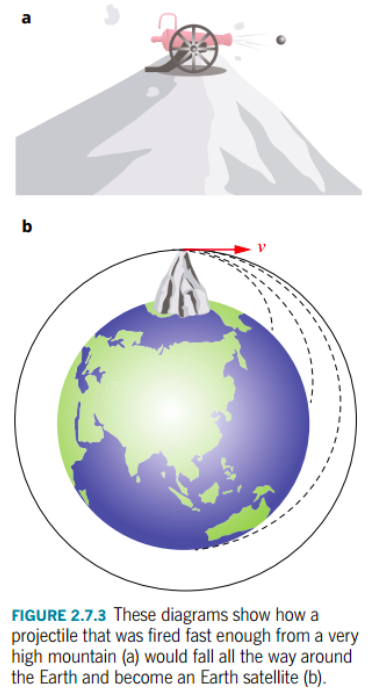 a
b
v
FIGURE 2.7.3 These diagrams show how a
projectile that was fired fast enough from a very
high mountain (a) would fall all the way around
the Earth and become an Earth satellite (b).